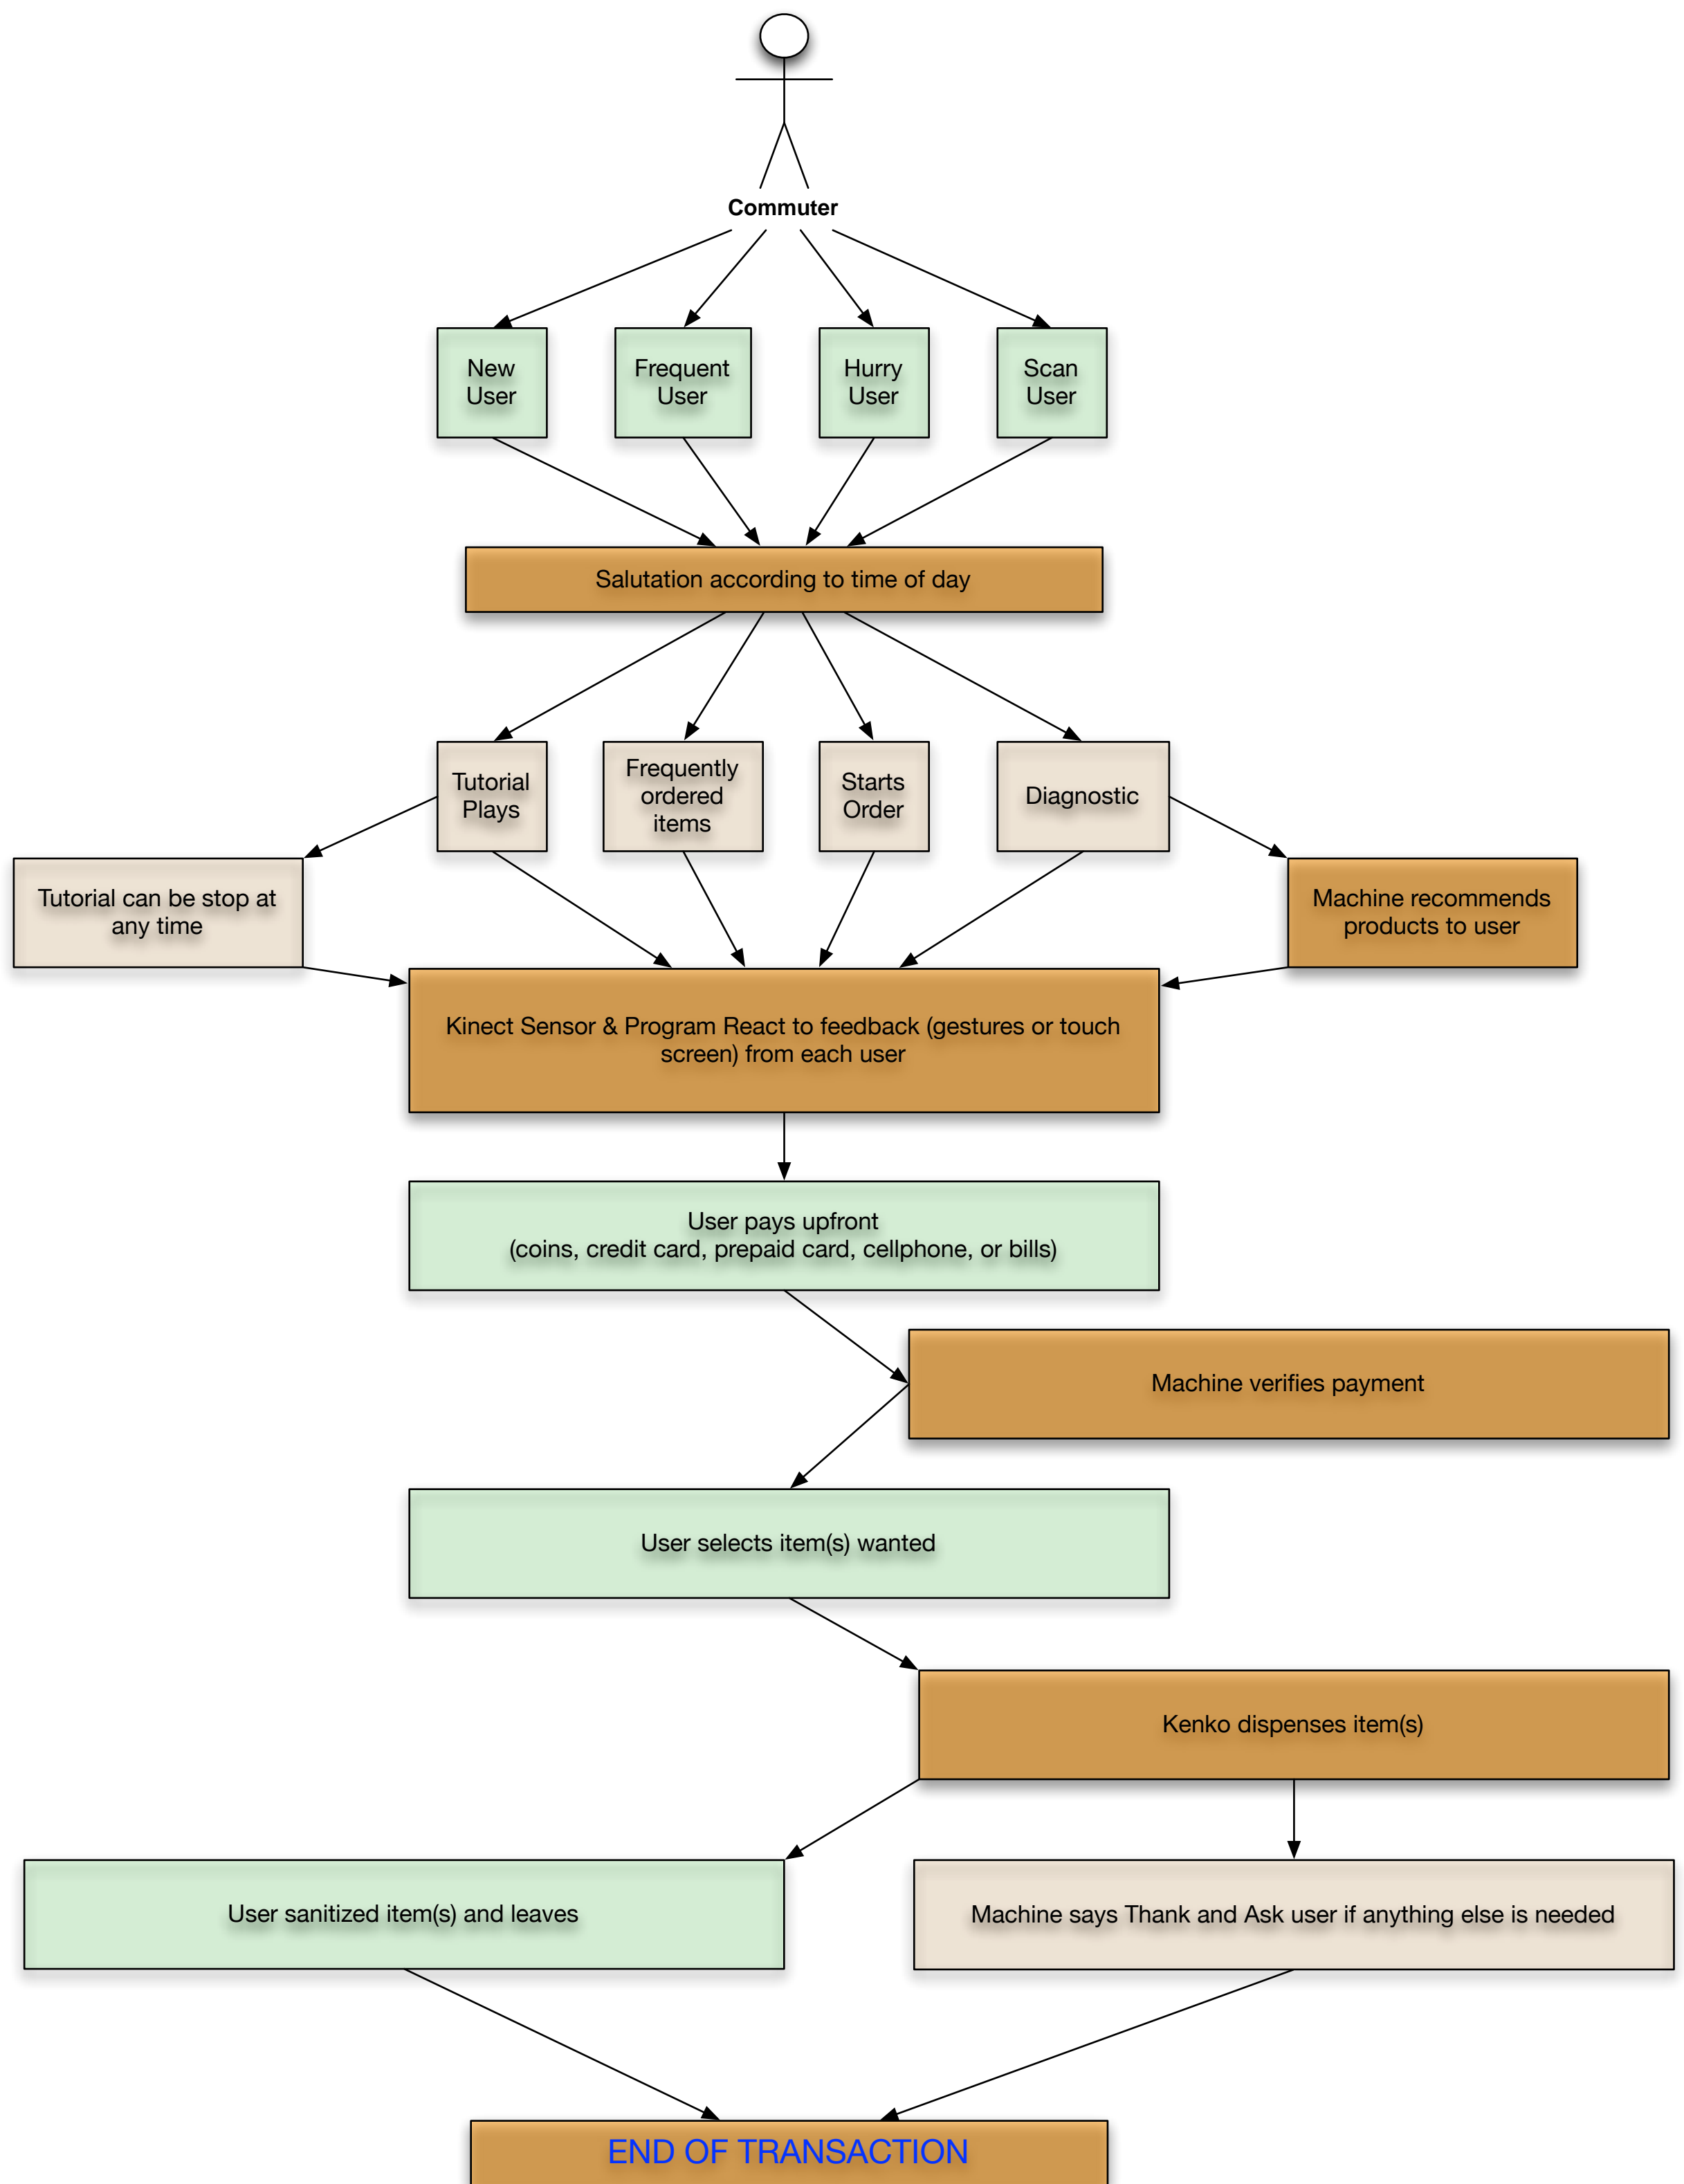 Commuter
New
User
Frequent
User
Hurry
User
Scan
User
Salutation according to time of day
Tutorial
Plays
Frequently
ordered
items
Starts
Order
Diagnostic
Tutorial can be stop at
any time
Machine recommends
products to user
Kinect Sensor & Program React to feedback (gestures or touch
screen) from each user
User pays upfront
(coins, credit card, prepaid card, cellphone, or bills)
Machine verifies payment
User selects item(s) wanted
Kenko dispenses item(s)
User sanitized item(s) and leaves
Machine says Thank and Ask user if anything else is needed
END OF TRANSACTION